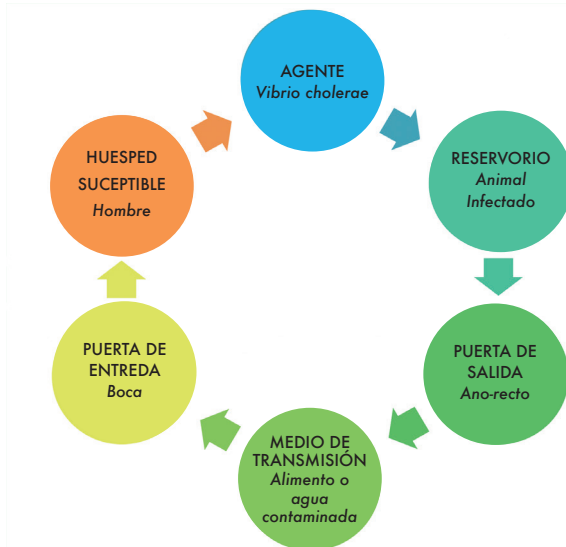 AGENTE
Vibrio cholerae
RESERVORIO
Animal
Infectado
PUERTA DE
SALIDA
Ano-recto
MEDIO DE
TRANSMISIÓN
Alimento o
agua
contaminada
PUERTA DE
ENTREDA
Boca
HUESPED
SUCEPTIBLE
Hombre